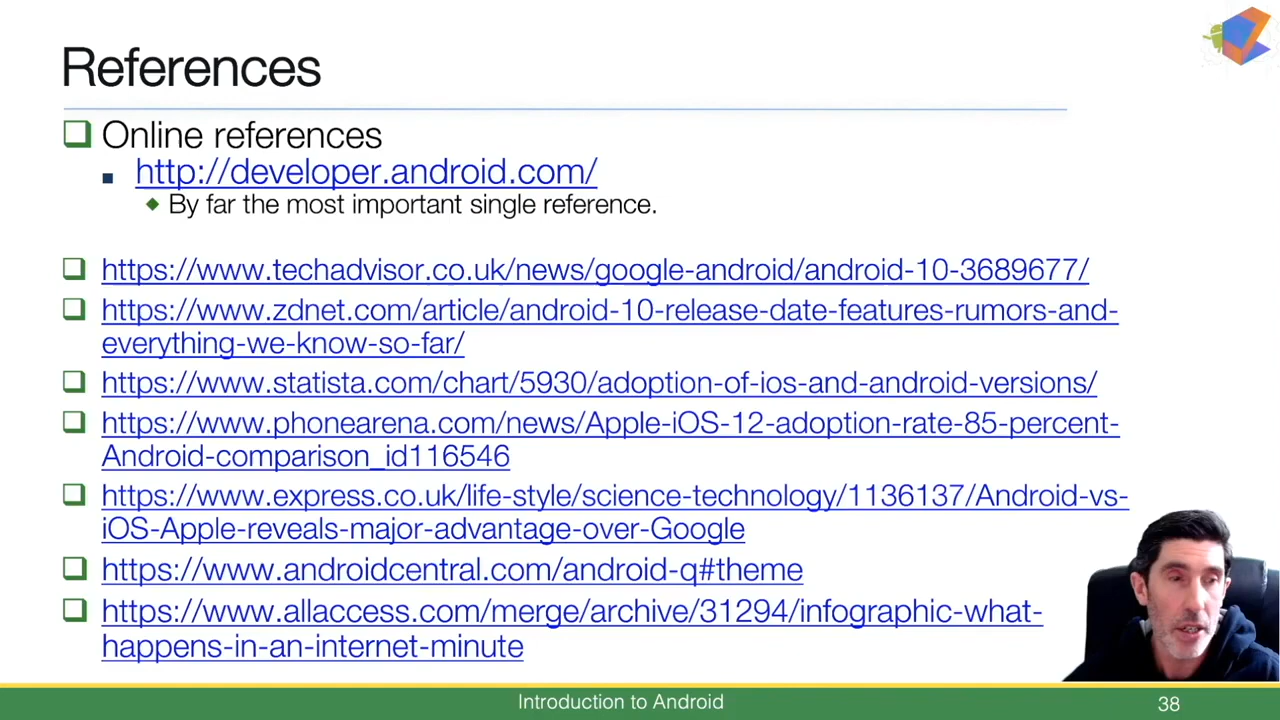 References
Online references
http://developer.android.com/
By far the most important single reference.
https://www.techadvisor.co.uk/news/google-android/android-10-3689677/
https://www.zdnet.com/article/android-10-release-date-features-rumors-and-
everything-we-know-so-far/
https://www.statista.com/chart/5930/adoption-of-ios-and-android-versions/
https://www.phonearena.com/news/Apple-iOS-12-adoption-rate-85-percent-
Android-comparison_id116546
https://www.express.co.uk/life-style/science-technology/1136137/Android-vs-
iOS-Apple-reveals-major-advantage-over-Google
https://www.androidcentral.com/android-q#theme
https://www.allaccess.com/merge/archive/31294/infographic-what-
happens-in-an-internet-minute
Introduction to Android
38